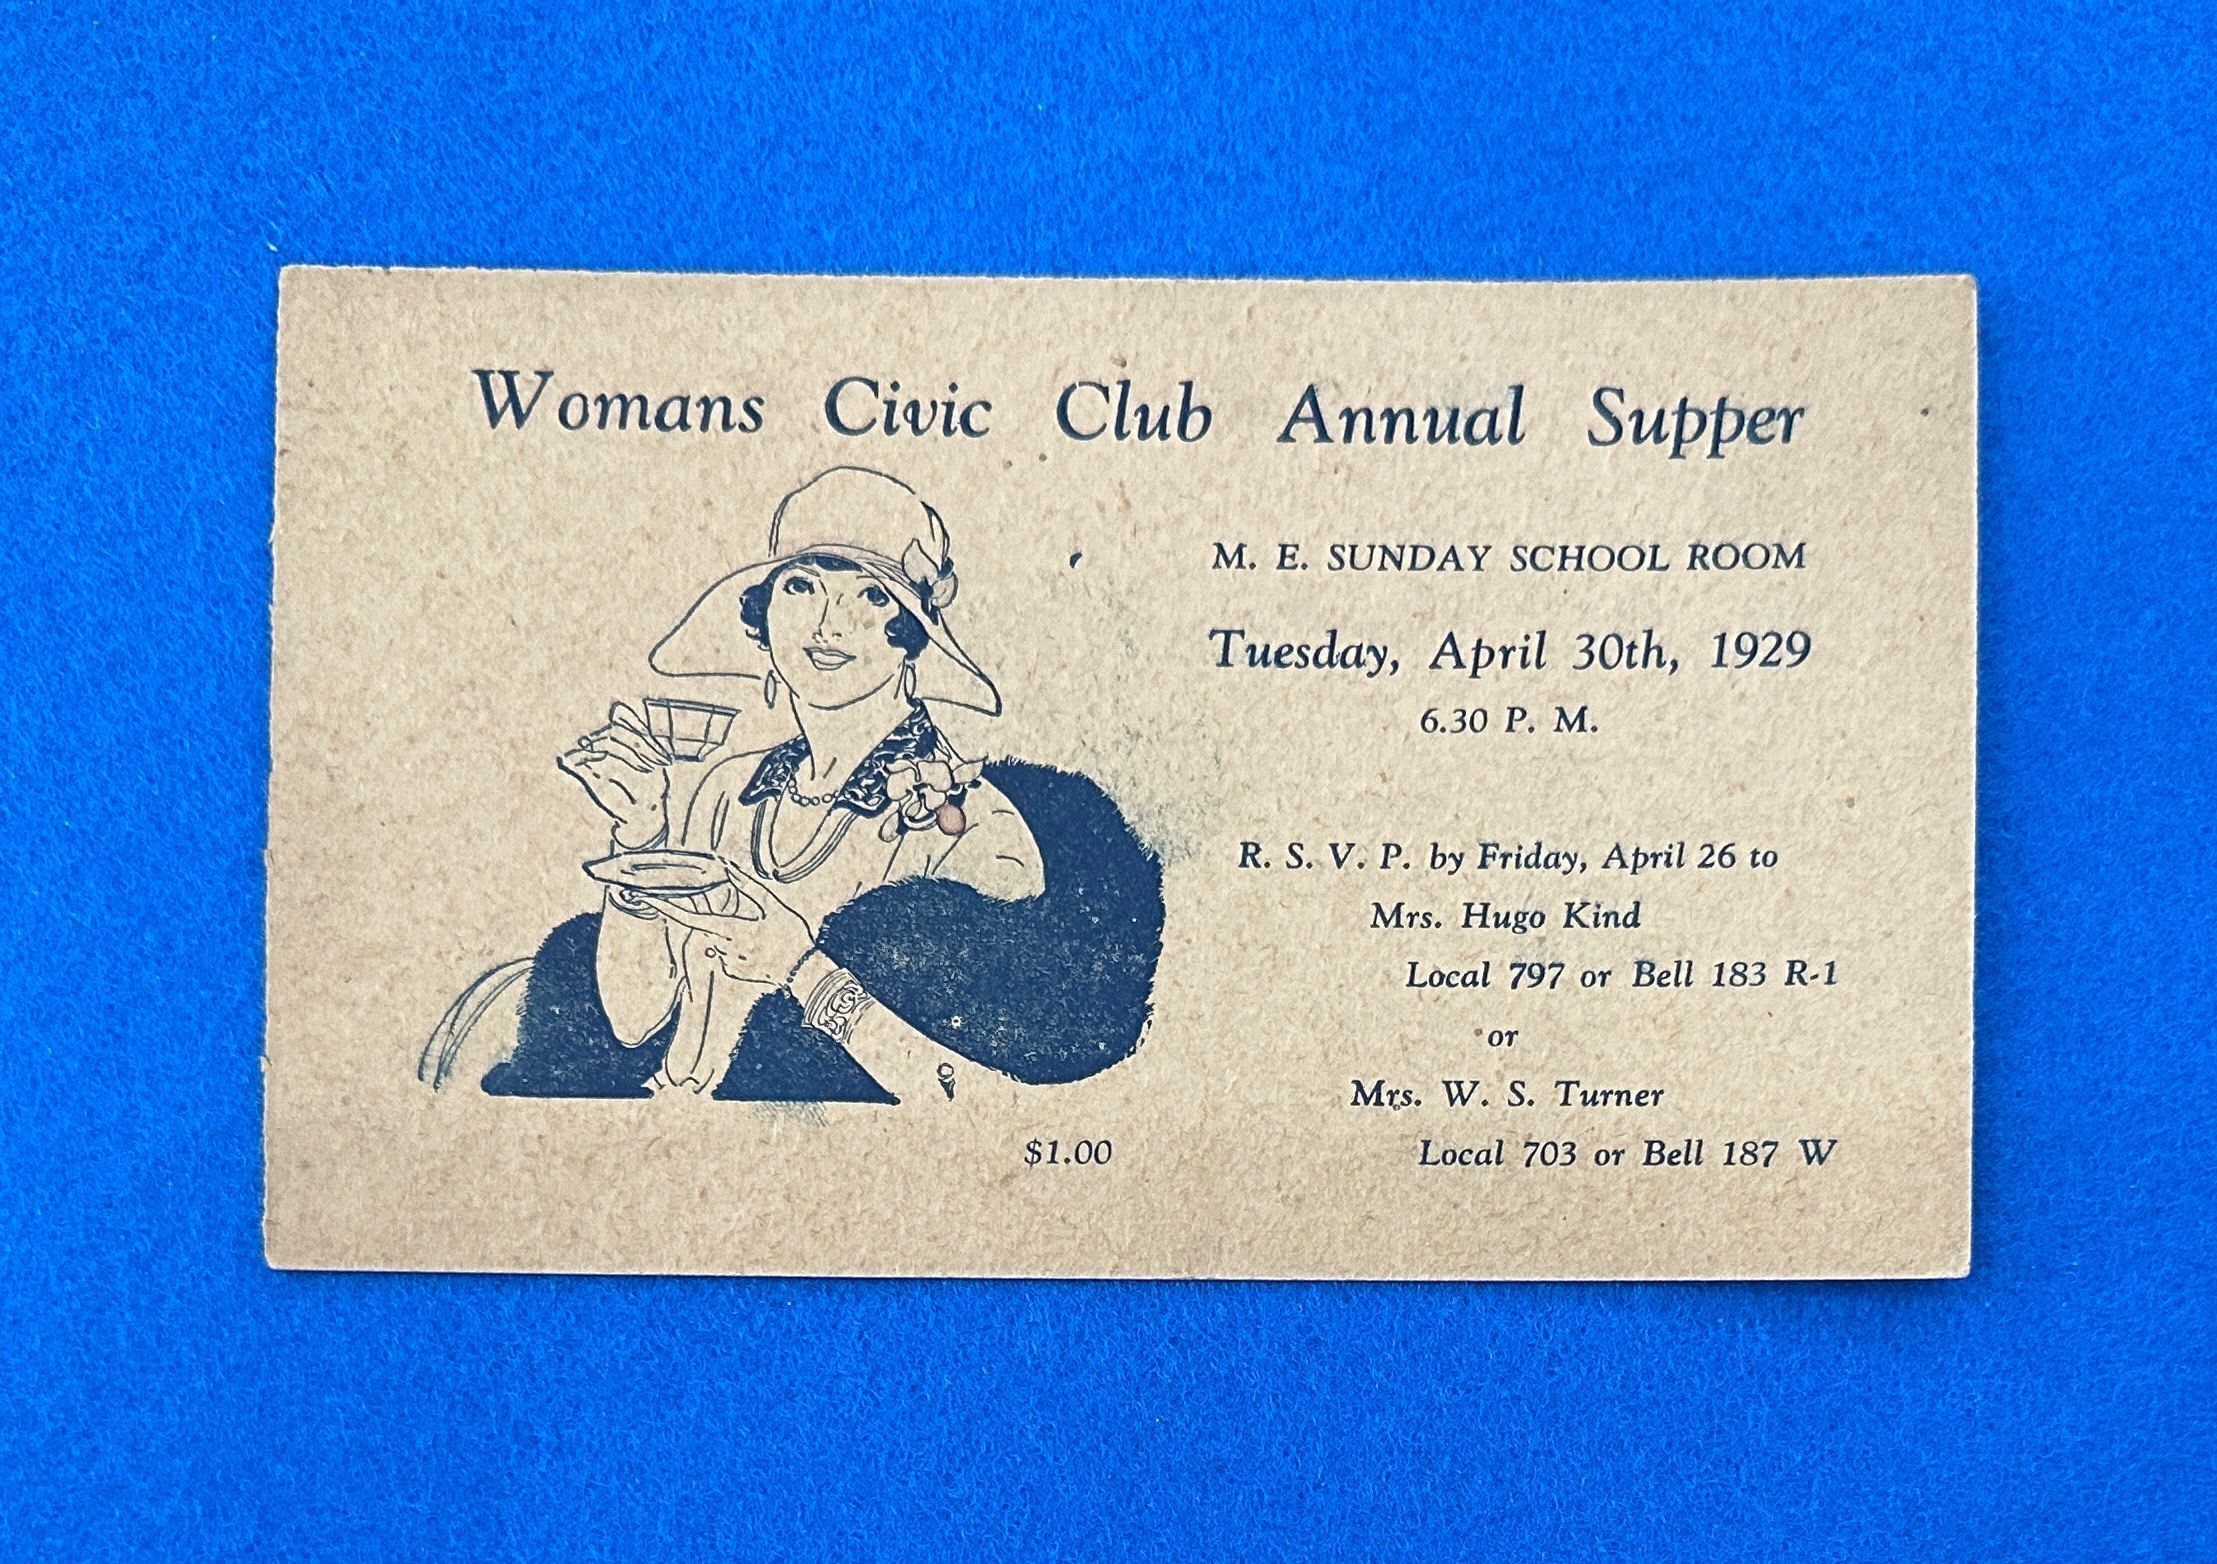 Womans Civic Club Annual Supper
M. E. SUNDAY SCHOOL ROOM
Tuesday, April 30th, 1929
6.30 P. M.
R. S. V. P. by Friday, April 26 to
Mrs. Hugo Kind
Local 797 or Bell 183 R-1
or
Mrs. W. S. Turner
Local 703 or Bell 187 W
$1.00